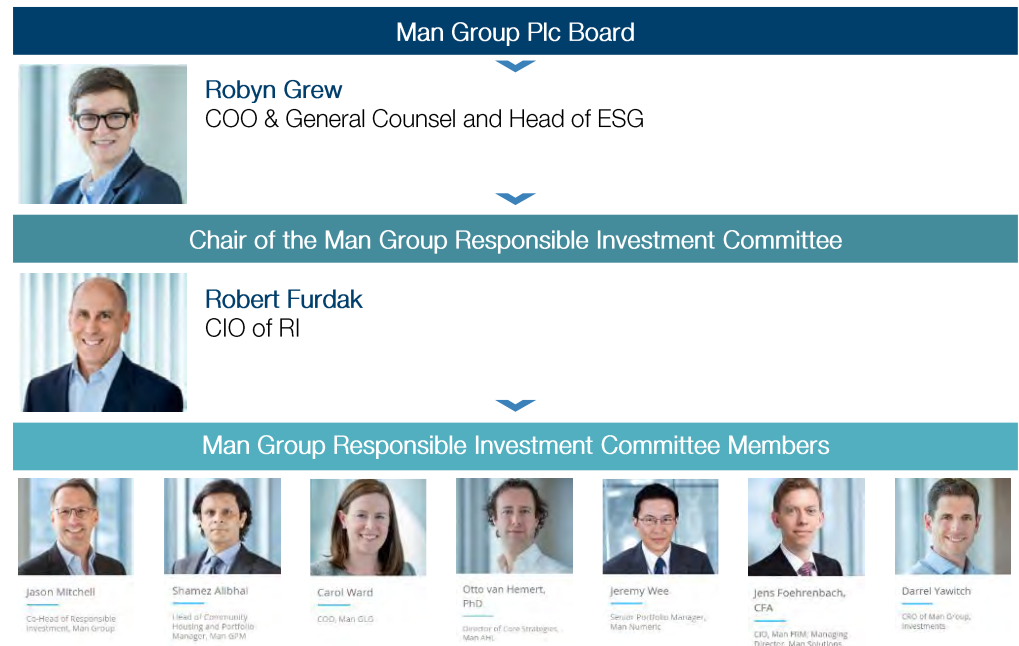 Man Group Plc Board
Robyn Grew
COO & General Counsel and Head of ESG
Chair of the Man Group Responsible Investment Committee
Robert Furdak
CIO of RI
Man Group Responsible Investment Committee Members
Jason Mitchell
Co-Head of Responsible
Investment, Man Group
Shamez Alibhai
Head of Community
Housing and Portfolio
Manager, Man GPM
Carol Ward
COO, Man GLG
Otto van Hemert,
PhD
Director of Core Strategies,
Man AHL
Jeremy Wee
Senior Portfolio Manager,
Man Numeric
Jens Foehrenbach,
CFA
CIO, Man FRM; Managing
Director, Man Solutions
Darrel Yawitch
CRO of Man Group,
Investments